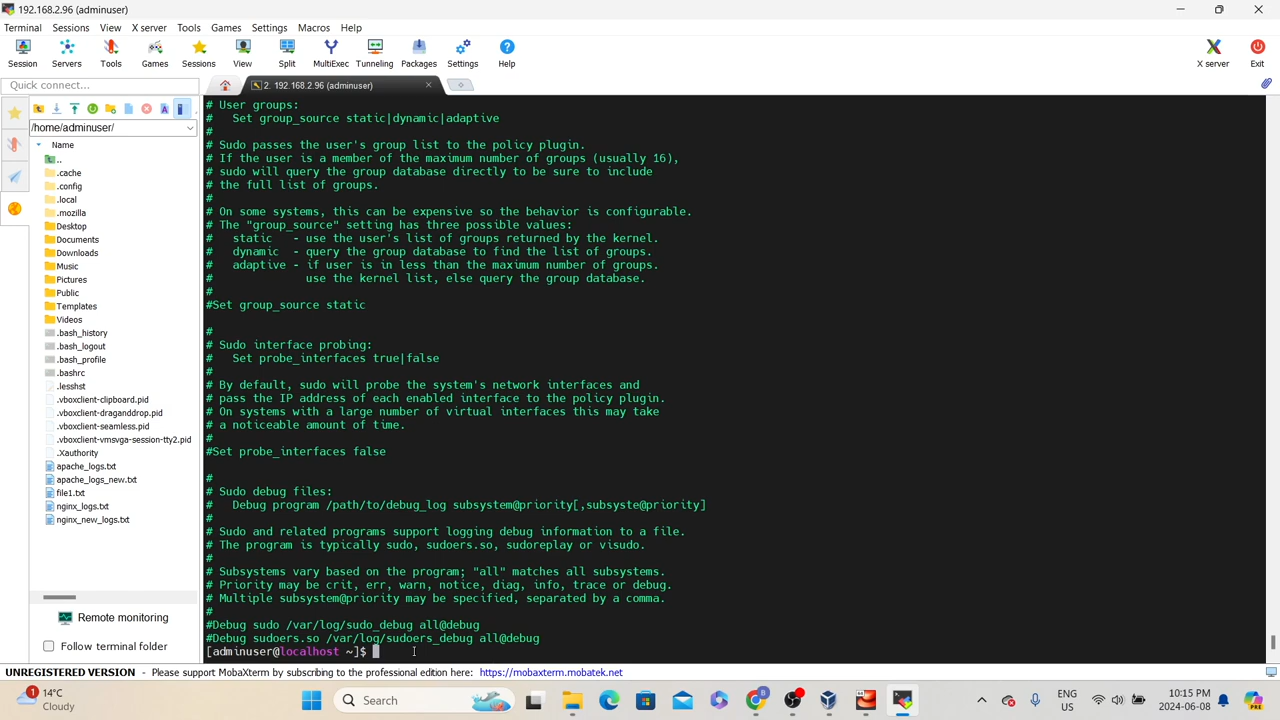 192.168.2.96 (adminuser)
Terminal Sessions View X server Tools Games Settings Macros Help
Session Servers Tools Games Sessions View Split MultiExec Tunneling Packages Settings Help X server Exit
Quick connect...
2. 192.168.2.96 (adminuser)
/home/adminuser/
Name
..
.cache
.config
.local
.mozilla
Desktop
Documents
Downloads
Music
Pictures
Public
Templates
Videos
.bash_history
.bash_logout
.bash_profile
.bashrc
.lesshst
.vboxclient-clipboard.pid
.vboxclient-draganddrop.pid
.vboxclient-seamless.pid
.vboxclient-vmsvga-session-tty2.pid
.Xauthority
apache_logs.txt
apache_logs_new.txt
file1.txt
nginx_logs.txt
nginx_new_logs.txt
Remote monitoring
Follow terminal folder
# User groups:
#   Set group_source static|dynamic|adaptive
#
# Sudo passes the user's group list to the policy plugin.
# If the user is a member of the maximum number of groups (usually 16),
# sudo will query the group database directly to be sure to include
# the full list of groups.
#
# On some systems, this can be expensive so the behavior is configurable.
# The "group_source" setting has three possible values:
#   static   - use the user's list of groups returned by the kernel.
#   dynamic  - query the group database to find the list of groups.
#   adaptive - if user is in less than the maximum number of groups.
#              use the kernel list, else query the group database.
#
#Set group_source static
#
# Sudo interface probing:
#   Set probe_interfaces true|false
#
# By default, sudo will probe the system's network interfaces and
# pass the IP address of each enabled interface to the policy plugin.
# On systems with a large number of virtual interfaces this may take
# a noticeable amount of time.
#
#Set probe_interfaces false
#
# Sudo debug files:
#   Debug program /path/to/debug_log subsystem@priority[,subsyste@priority]
#
# Sudo and related programs support logging debug information to a file.
# The program is typically sudo, sudoers.so, sudoreplay or visudo.
#
# Subsystems vary based on the program; "all" matches all subsystems.
# Priority may be crit, err, warn, notice, diag, info, trace or debug.
# Multiple subsystem@priority may be specified, separated by a comma.
#
#Debug sudo /var/log/sudo_debug all@debug
#Debug sudoers.so /var/log/sudoers_debug all@debug
[adminuser@localhost ~]$
UNREGISTERED VERSION - Please support MobaXterm by subscribing to the professional edition here: https://mobaxterm.mobatek.net
1
14°C
Cloudy
Search
8
ENG
US
10:15 PM
2024-06-08
PRE